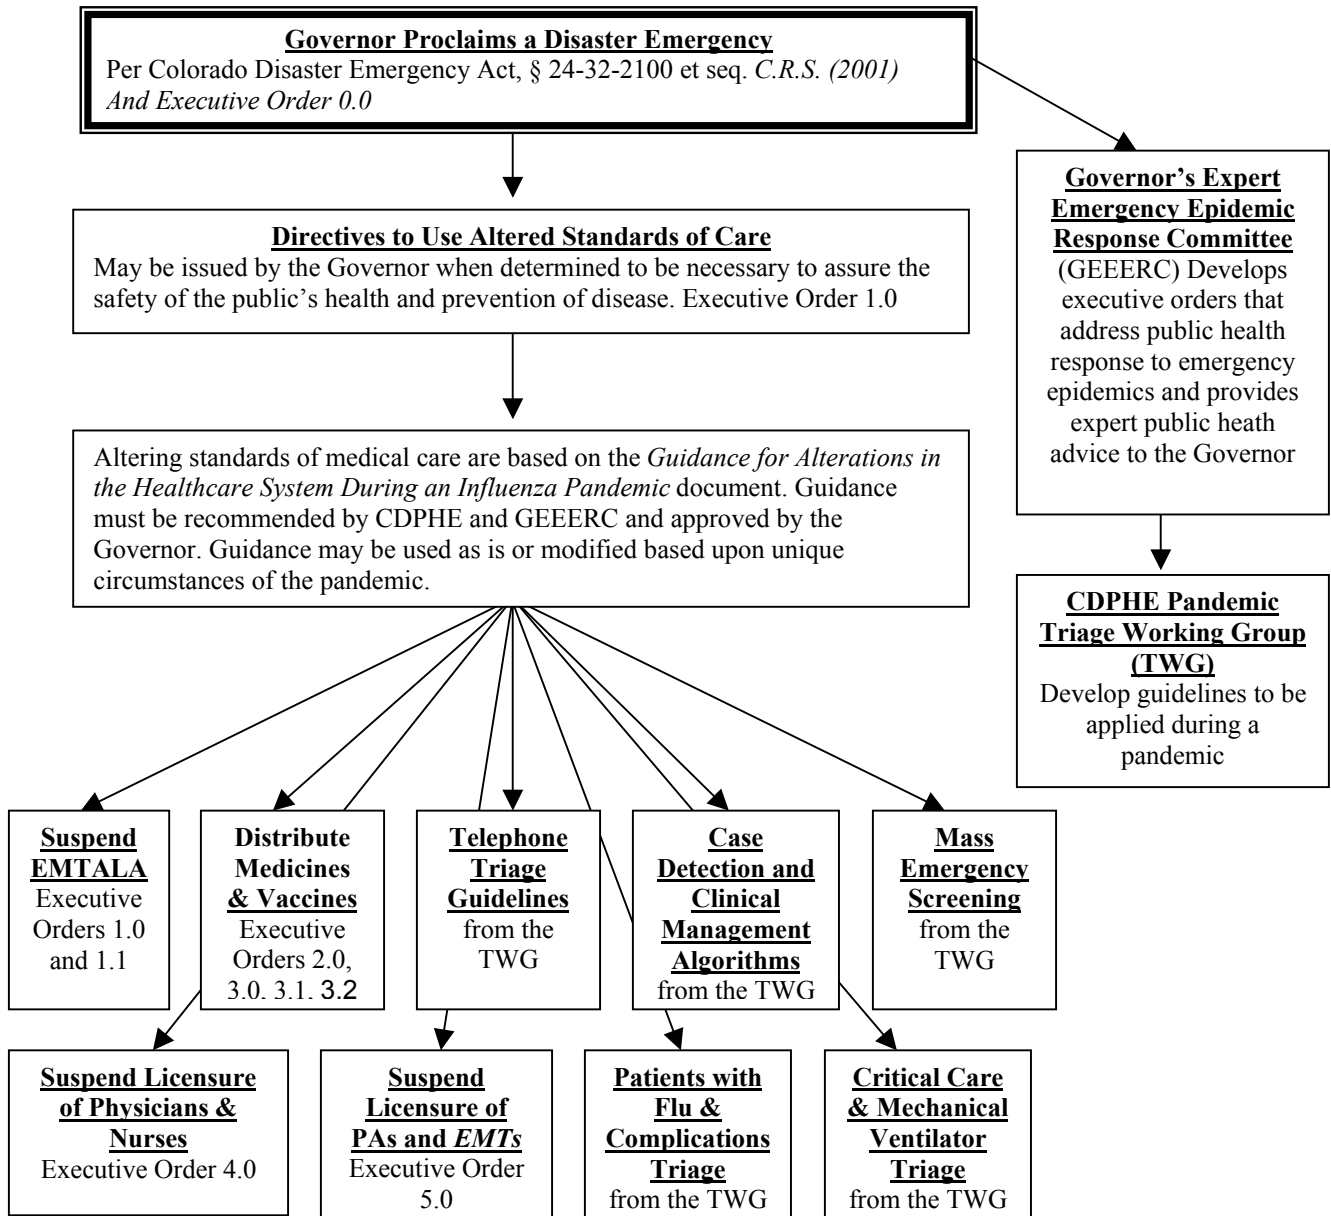 Governor Proclaims a Disaster Emergency
Per Colorado Disaster Emergency Act, § 24-32-2100 et seq. C.R.S. (2001)
And Executive Order 0.0
Directives to Use Altered Standards of Care
May be issued by the Governor when determined to be necessary to assure the
safety of the public’s health and prevention of disease. Executive Order 1.0
Altering standards of medical care are based on the Guidance for Alterations in
the Healthcare System During an Influenza Pandemic document. Guidance
must be recommended by CDPHE and GEEERC and approved by the
Governor. Guidance may be used as is or modified based upon unique
circumstances of the pandemic.
Governor’s Expert
Emergency Epidemic
Response Committee
(GEEERC) Develops
executive orders that
address public health
response to emergency
epidemics and provides
expert public heath
advice to the Governor
CDPHE Pandemic
Triage Working Group
(TWG)
Develop guidelines to be
applied during a
pandemic
Suspend
EMTALA
Executive
Orders 1.0
and 1.1
Distribute
Medicines
& Vaccines
Executive
Orders 2.0,
3.0, 3.1, 3.2
Telephone
Triage
Guidelines
from the
TWG
Case
Detection and
Clinical
Management
Algorithms
from the TWG
Mass
Emergency
Screening
from the
TWG
Suspend Licensure
of Physicians &
Nurses
Executive Order 4.0
Suspend
Licensure of
PAs and EMTs
Executive Order
5.0
Patients with
Flu &
Complications
Triage
from the TWG
Critical Care
& Mechanical
Ventilator
Triage
from the TWG